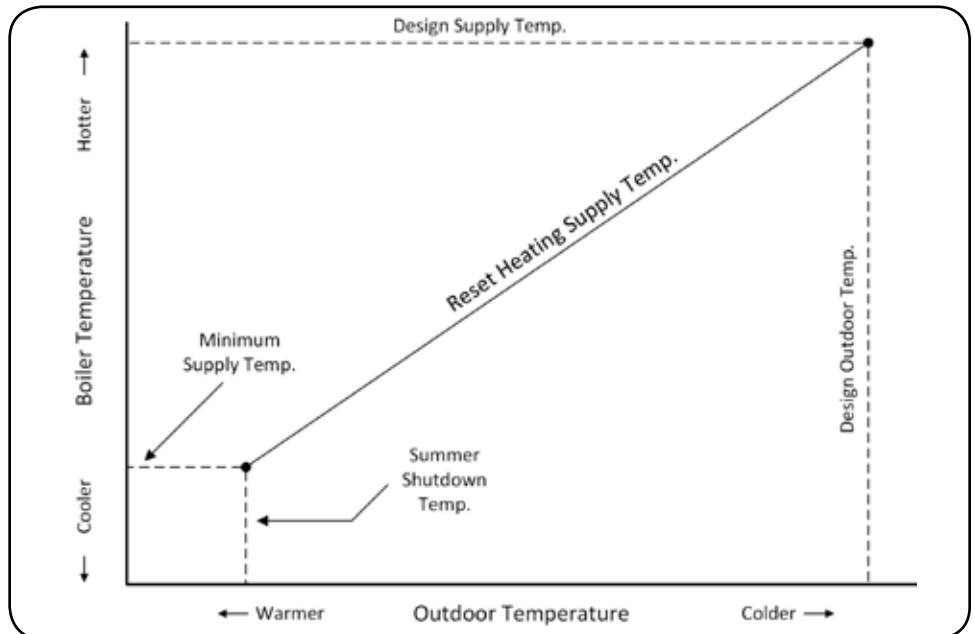 Design Supply Temp.
Hotter
Reset Heating Supply Temp.
Boiler Temperature
Design Outdoor Temp.
Minimum
Supply Temp.
Summer
Shutdown
Temp.
Cooler
Warmer
Outdoor Temperature
Colder